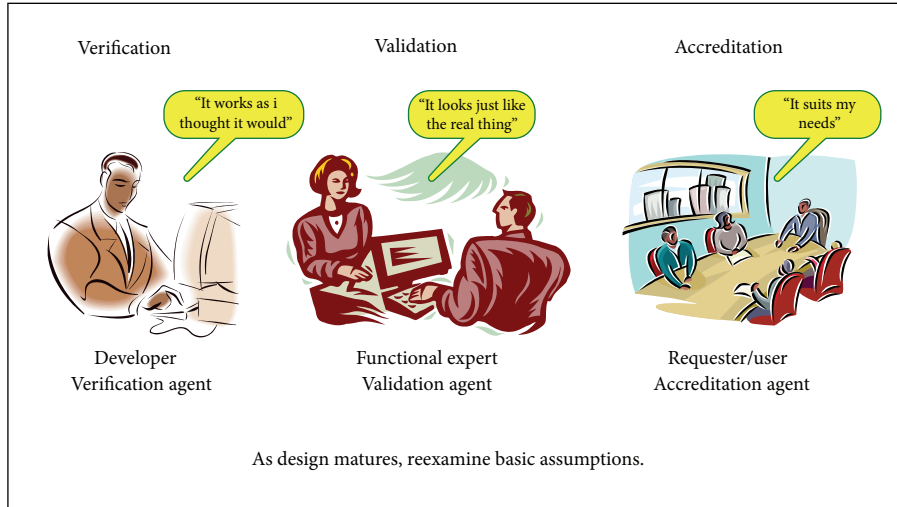 Verification
Validation
Accreditation
“It works as i
thought it would”
“It looks just like
the real thing”
“It suits my
needs”
Developer
Verification agent
Functional expert
Validation agent
Requester/user
Accreditation agent
As design matures, reexamine basic assumptions.